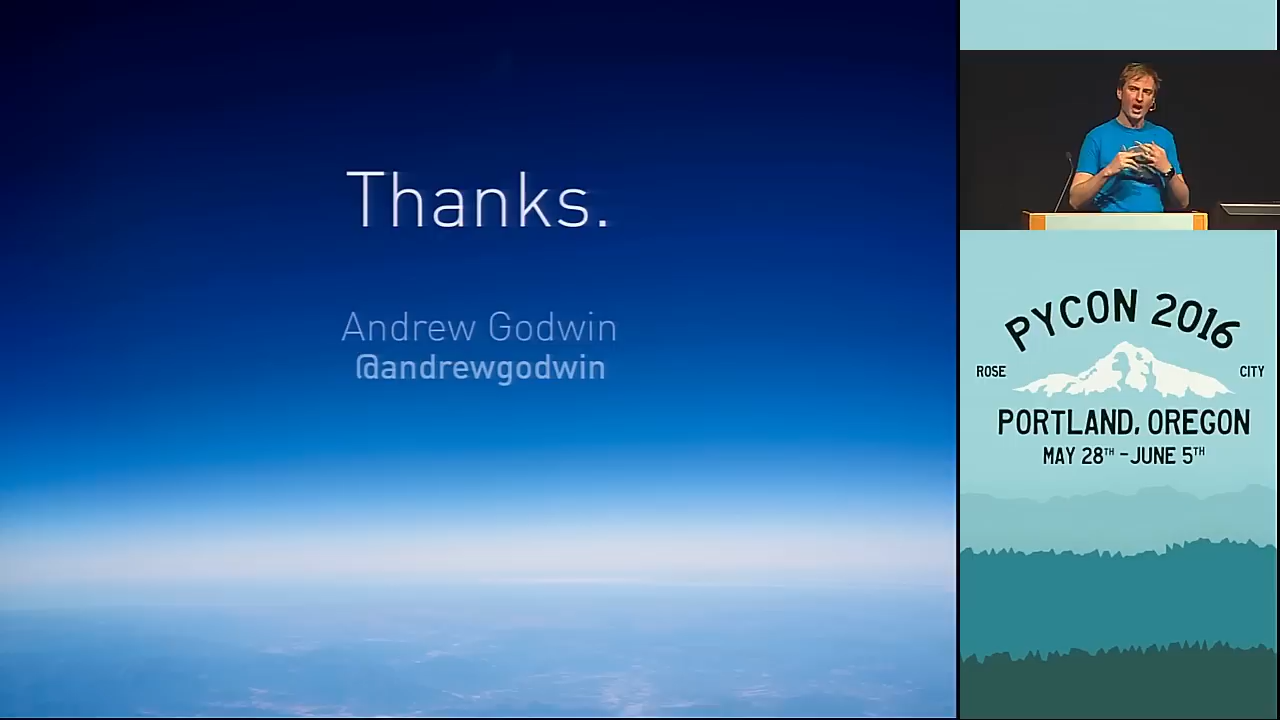 Thanks.
Andrew Godwin
@andrewgodwin
PYCON 2016
ROSE CITY
PORTLAND, OREGON
MAY 28TH - JUNE 5TH